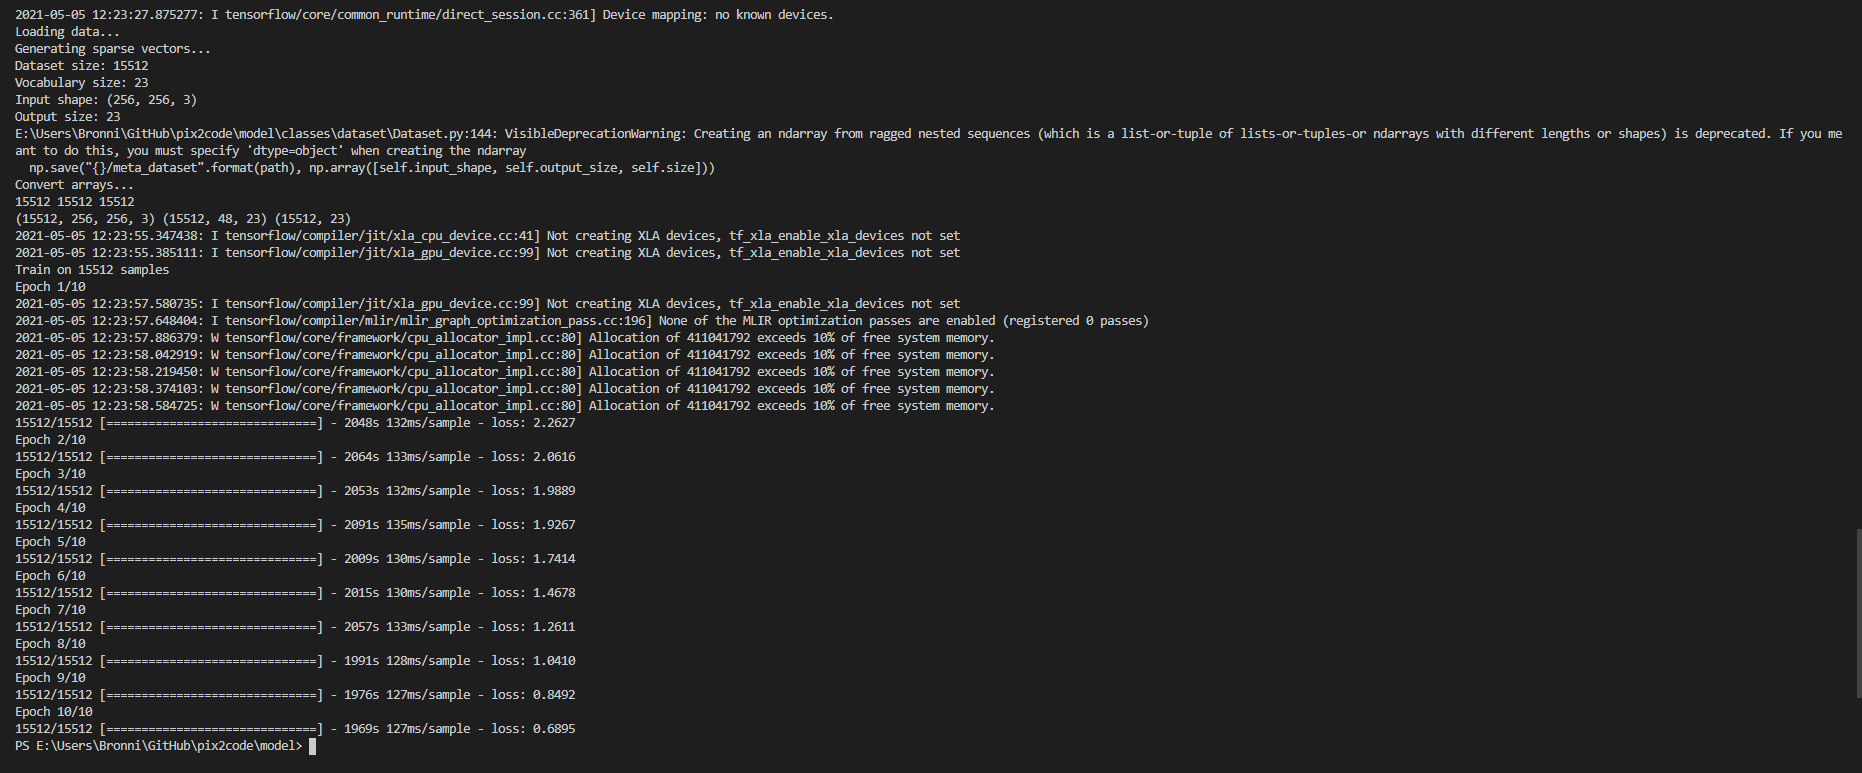 2021-05-05 12:23:27.875277: I tensorflow/core/common_runtime/direct_session.cc:361] Device mapping: no known devices.
Loading data...
Generating sparse vectors...
Dataset size: 15512
Vocabulary size: 23
Input shape: (256, 256, 3)
Output size: 23
E:\Users\Bronni\GitHub\pix2code\model\classes\dataset\Dataset.py:144: VisibleDeprecationWarning: Creating an ndarray from ragged nested sequences (which is a list-or-tuple of lists-or-tuples-or ndarrays with different lengths or shapes) is deprecated. If you me
ant to do this, you must specify 'dtype=object' when creating the ndarray
  np.save("{}/meta_dataset".format(path), np.array([self.input_shape, self.output_size, self.size]))
Convert arrays...
15512 15512 15512
(15512, 256, 256, 3) (15512, 48, 23) (15512, 23)
2021-05-05 12:23:55.347438: I tensorflow/compiler/jit/xla_cpu_device.cc:41] Not creating XLA devices, tf_xla_enable_xla_devices not set
2021-05-05 12:23:55.385111: I tensorflow/compiler/jit/xla_gpu_device.cc:99] Not creating XLA devices, tf_xla_enable_xla_devices not set
Train on 15512 samples
Epoch 1/10
2021-05-05 12:23:57.580735: I tensorflow/compiler/jit/xla_gpu_device.cc:99] Not creating XLA devices, tf_xla_enable_xla_devices not set
2021-05-05 12:23:57.648404: I tensorflow/compiler/mlir/mlir_graph_optimization_pass.cc:196] None of the MLIR optimization passes are enabled (registered 0 passes)
2021-05-05 12:23:57.886379: W tensorflow/core/framework/cpu_allocator_impl.cc:80] Allocation of 411041792 exceeds 10% of free system memory.
2021-05-05 12:23:58.042919: W tensorflow/core/framework/cpu_allocator_impl.cc:80] Allocation of 411041792 exceeds 10% of free system memory.
2021-05-05 12:23:58.219450: W tensorflow/core/framework/cpu_allocator_impl.cc:80] Allocation of 411041792 exceeds 10% of free system memory.
2021-05-05 12:23:58.374103: W tensorflow/core/framework/cpu_allocator_impl.cc:80] Allocation of 411041792 exceeds 10% of free system memory.
2021-05-05 12:23:58.584725: W tensorflow/core/framework/cpu_allocator_impl.cc:80] Allocation of 411041792 exceeds 10% of free system memory.
15512/15512 [==============================] - 2048s 132ms/sample - loss: 2.2627
Epoch 2/10
15512/15512 [==============================] - 2064s 133ms/sample - loss: 2.0616
Epoch 3/10
15512/15512 [==============================] - 2053s 132ms/sample - loss: 1.9889
Epoch 4/10
15512/15512 [==============================] - 2091s 135ms/sample - loss: 1.9267
Epoch 5/10
15512/15512 [==============================] - 2009s 130ms/sample - loss: 1.7414
Epoch 6/10
15512/15512 [==============================] - 2015s 130ms/sample - loss: 1.4678
Epoch 7/10
15512/15512 [==============================] - 2057s 133ms/sample - loss: 1.2611
Epoch 8/10
15512/15512 [==============================] - 1991s 128ms/sample - loss: 1.0410
Epoch 9/10
15512/15512 [==============================] - 1976s 127ms/sample - loss: 0.8492
Epoch 10/10
15512/15512 [==============================] - 1969s 127ms/sample - loss: 0.6895
PS E:\Users\Bronni\GitHub\pix2code\model>